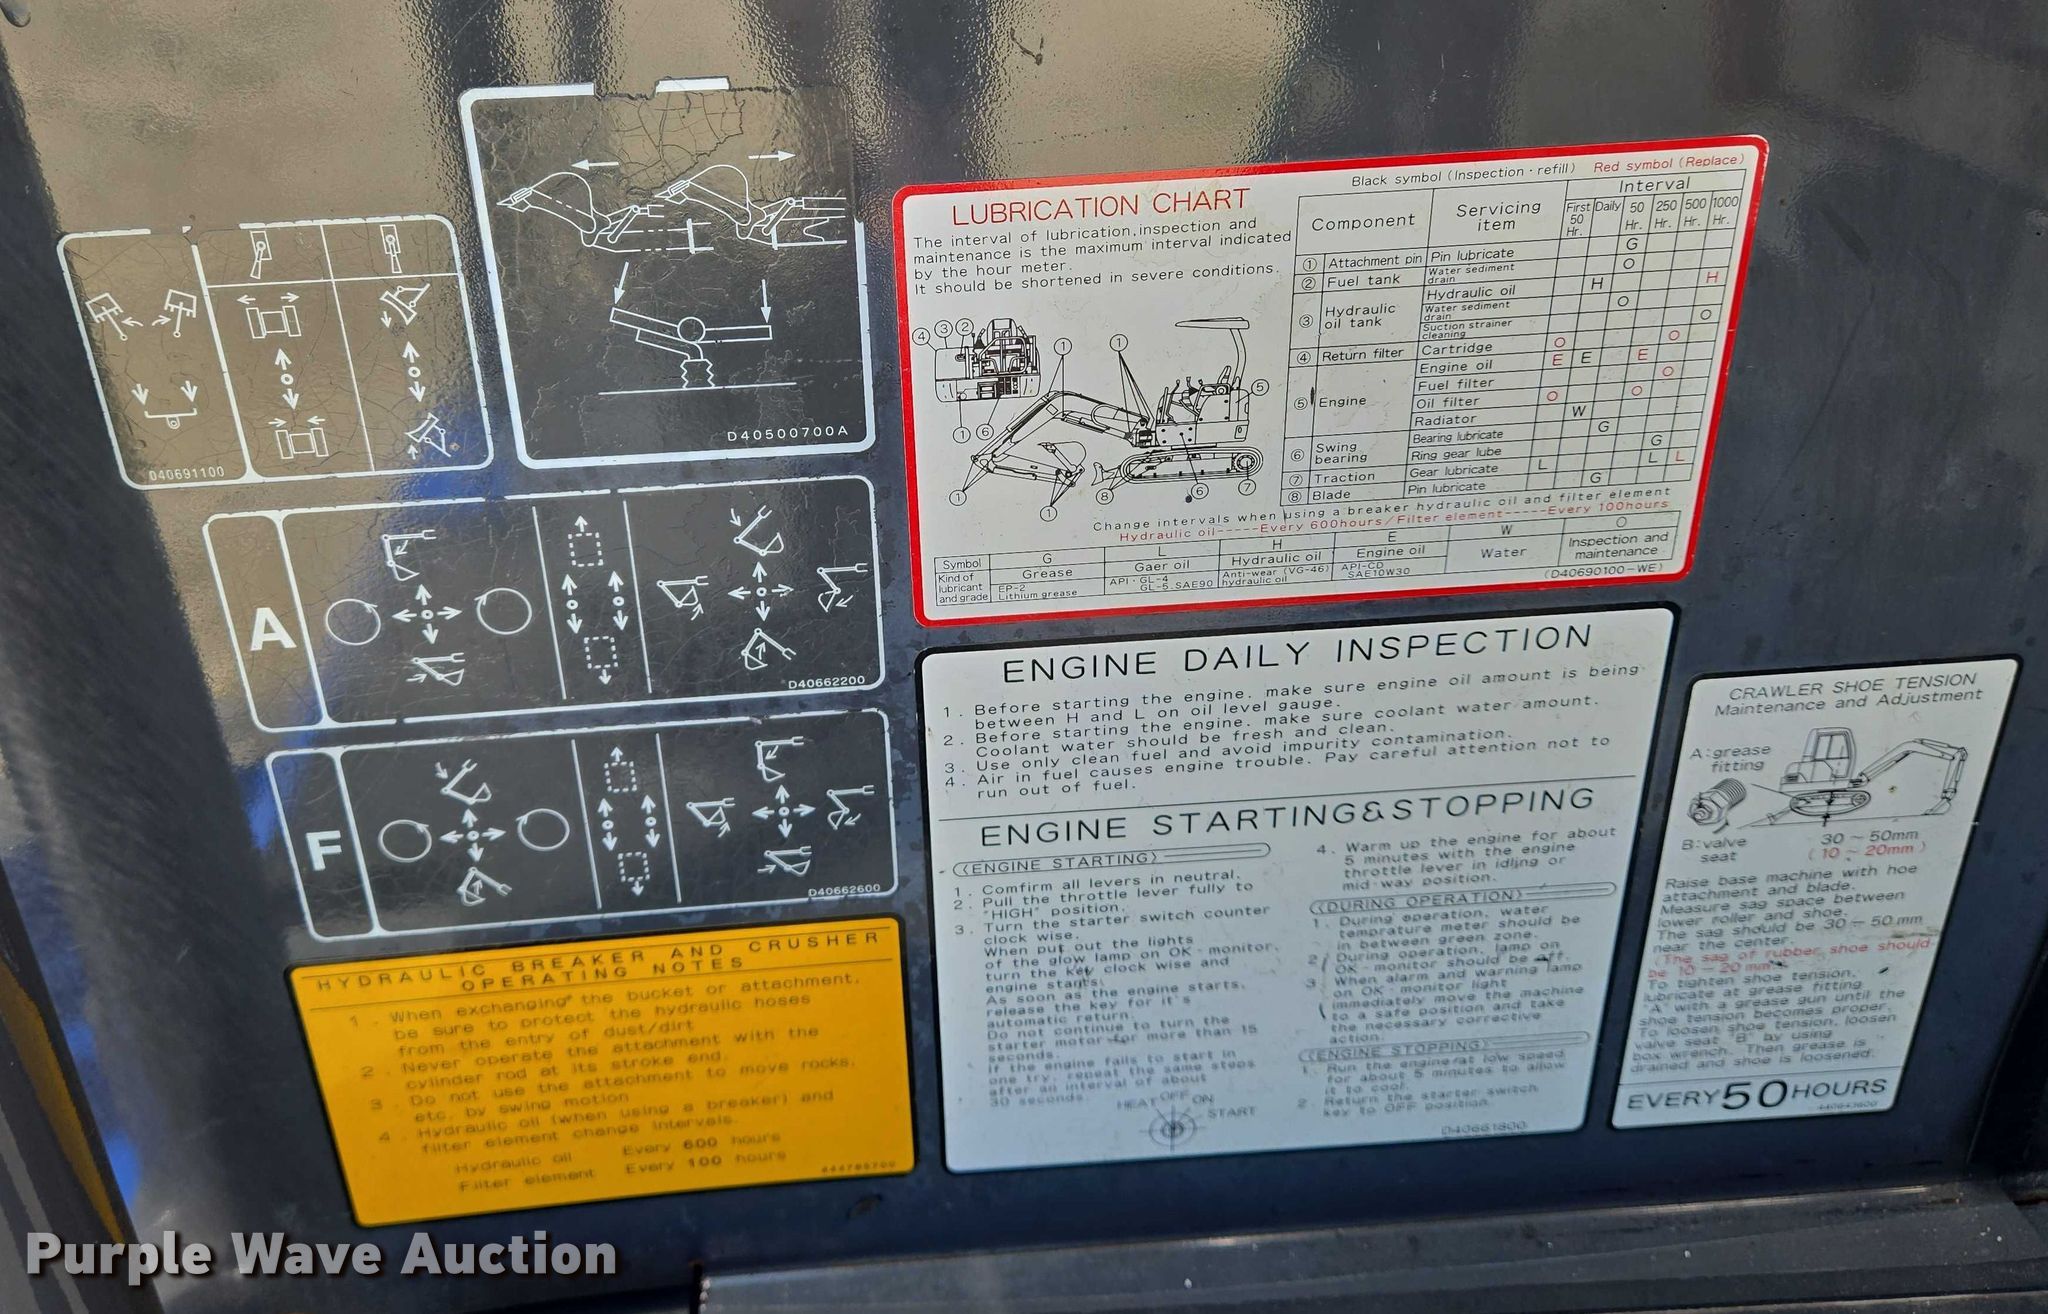 D40691100
D40500700A
A
D40662200
F
D40662600
HYDRAULIC BREAKER AND CRUSHER
OPERATING NOTES
1. When exchanging the bucket or attachment,
be sure to protect the hydraulic hoses
from the entry of dust/dirt
2. Never operate the attachment with the
cylinder rod at its stroke end.
3. Do not use the attachment to move rocks,
etc. by swing motion
4. Hydraulic oil (when using a breaker) and
filter element change intervals.
Hydraulic oil Every 600 hours
Filter element Every 100 hours
LUBRICATION CHART
The interval of lubrication, inspection and
maintenance is the maximum interval indicated
by the hour meter.
It should be shortened in severe conditions.
Black symbol (Inspection・refill) Red symbol (Replace)
Component Servicing item Interval
First 50 Hr. Daily 50 Hr. 250 Hr. 500 Hr. 1000 Hr.
① Attachment pin Pin lubricate G
② Fuel tank Water sediment drain O
③ Hydraulic oil tank Hydraulic oil H H
Water sediment drain O
Suction strainer cleaning O
④ Return filter Cartridge O O
⑤ Engine Engine oil E E E
Fuel filter O
Oil filter O O
Radiator W
⑥ Swing bearing Bearing lubricate G
Ring gear lube G
⑦ Traction Gear lubricate L L L
⑧ Blade Pin lubricate G
④ ③ ② ① ① ⑤
① ⑥
① ① ⑧ ⑥ ⑦
Change intervals when using a breaker hydraulic oil and filter element
Hydraulic oil-----Every 600hours/Filter element-----Every 100hours
Symbol G L H E W O
Grease Gaer oil Hydraulic oil Engine oil Water Inspection and maintenance
Kind of lubricant and grade EP-2 Lithium grease API・GL-4 GL-5.SAE90 Anti-wear (VG-46) hydraulic oil API-CD SAE10W30
(D40690100-WE)
ENGINE DAILY INSPECTION
1. Before starting the engine. make sure engine oil amount is being
between H and L on oil level gauge.
2. Before starting the engine. make sure coolant water amount.
Coolant water should be fresh and clean.
3. Use only clean fuel and avoid impurity contamination.
4. Air in fuel causes engine trouble. Pay careful attention not to
run out of fuel.
ENGINE STARTING&STOPPING
⟨ENGINE STARTING⟩
1. Comfirm all levers in neutral.
2. Pull the throttle lever fully to
"HIGH" position.
3. Turn the starter switch counter
clock wise.
When put out the lights
of the glow lamp on OK-monitor,
turn the key clock wise and
engine starts.
As soon as the engine starts,
release the key for it's
automatic return.
Do not continue to turn the
starter motor for more than 15
seconds.
If the engine fails to start in
one try, repeat the same steps
after an interval of about
30 seconds.
HEAT OFF ON START
4. Warm up the engine for about
5 minutes with the engine
throttle lever in idling or
mid-way position.
⟨DURING OPERATION⟩
1. During operation, water
temprature meter should be
in between green zone.
2. During operation, lamp on
OK-monitor should be off.
3. When alarm and warning lamp
on OK-monitor light
immediately move the machine
to a safe position and take
the necessary corrective
action.
⟨ENGINE STOPPING⟩
1. Run the engine at low speed
for about 5 minutes to allow
it to cool.
2. Return the starter switch
key to OFF position.
D40661800
CRAWLER SHOE TENSION
Maintenance and Adjustment
A:grease
fitting
B:valve
seat
30～50mm
(10～20mm)
Raise base machine with hoe
attachment and blade.
Measure sag space between
lower roller and shoe.
The sag should be 30－50mm
near the center.
(The sag of rubber shoe should
be 10－20mm.)
To tighten shoe tension,
lubricate at grease fitting
"A" with a grease gun until the
shoe tension becomes proper.
To loosen shoe tension, loosen
valve seat "B" by using
box wrench. Then grease is
drained and shoe is loosened.
EVERY 50 HOURS
Purple Wave Auction